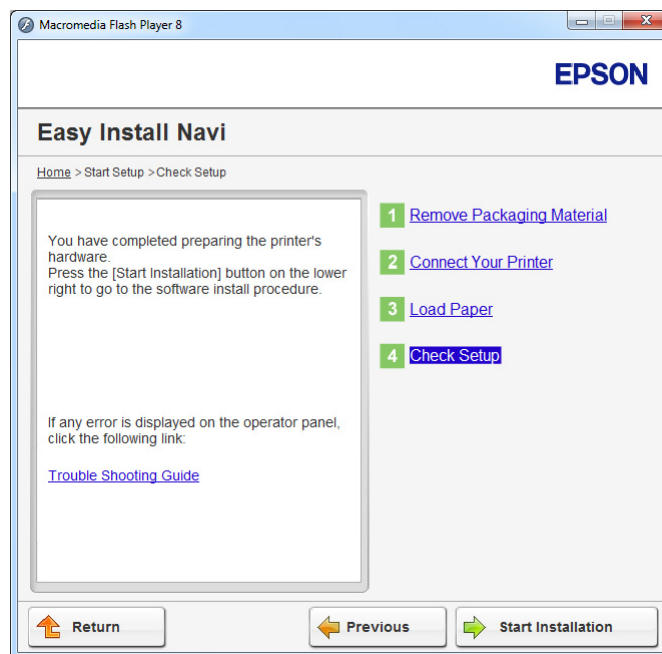 Macromedia Flash Player 8
EPSON
Easy Install Navi
Home > Start Setup > Check Setup
You have completed preparing the printer's
hardware.
Press the [Start Installation] button on the lower
right to go to the software install procedure.
If any error is displayed on the operator panel,
click the following link:
Trouble Shooting Guide
1 Remove Packaging Material
2 Connect Your Printer
3 Load Paper
4 Check Setup
Return
Previous
Start Installation